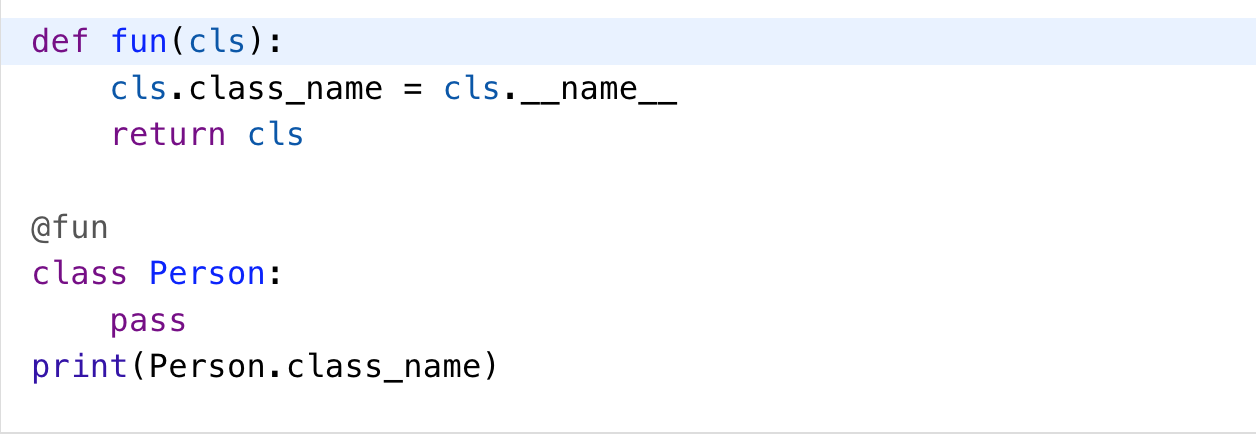 def fun(cls):
    cls.class_name = cls.__name__
    return cls

@fun
class Person:
    pass
print(Person.class_name)